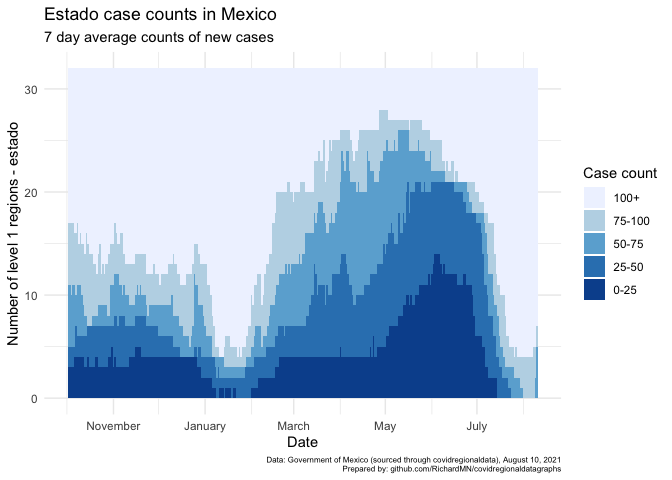 Estado case counts in Mexico
7 day average counts of new cases
Number of level 1 regions - estado
30
20
10
0
November
January
March
May
July
Date
Case count
100+
75-100
50-75
25-50
0-25
Data: Government of Mexico (sourced through covidregionaldata), August 10, 2021
Prepared by: github.com/RichardMN/covidregionaldatagraphs